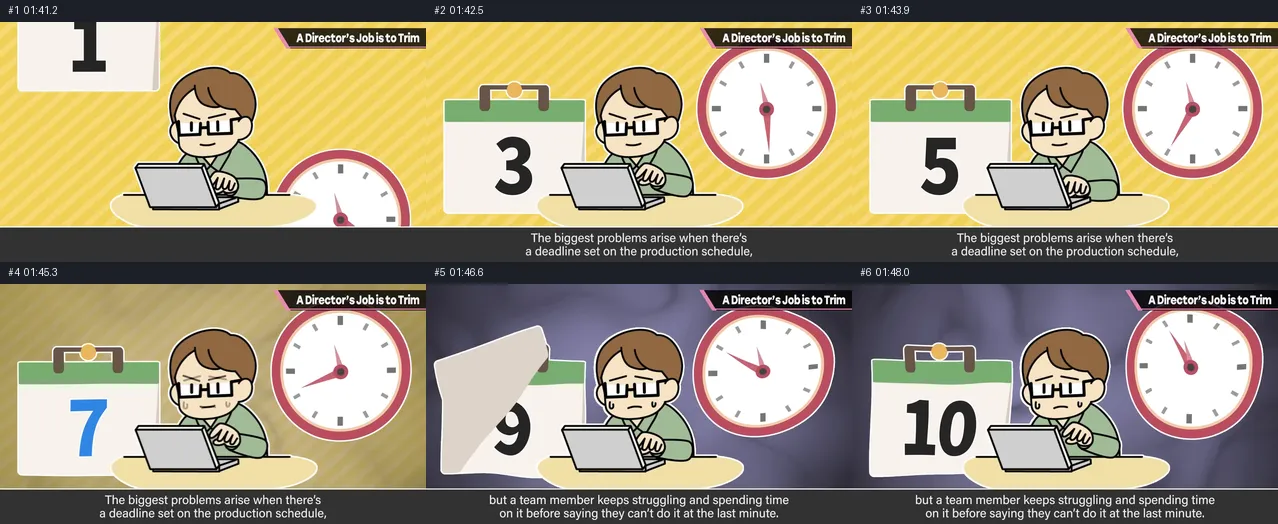 #1 01:41.2
A Director's Job is to Trim
1
#2 01:42.5
A Director's Job is to Trim
3
The biggest problems arise when there's
a deadline set on the production schedule,
#3 01:43.9
A Director's Job is to Trim
5
The biggest problems arise when there's
a deadline set on the production schedule,
#4 01:45.3
A Director's Job is to Trim
7
The biggest problems arise when there's
a deadline set on the production schedule,
#5 01:46.6
A Director's Job is to Trim
9
but a team member keeps struggling and spending time
on it before saying they can't do it at the last minute.
#6 01:48.0
A Director's Job is to Trim
10
but a team member keeps struggling and spending time
on it before saying they can't do it at the last minute.